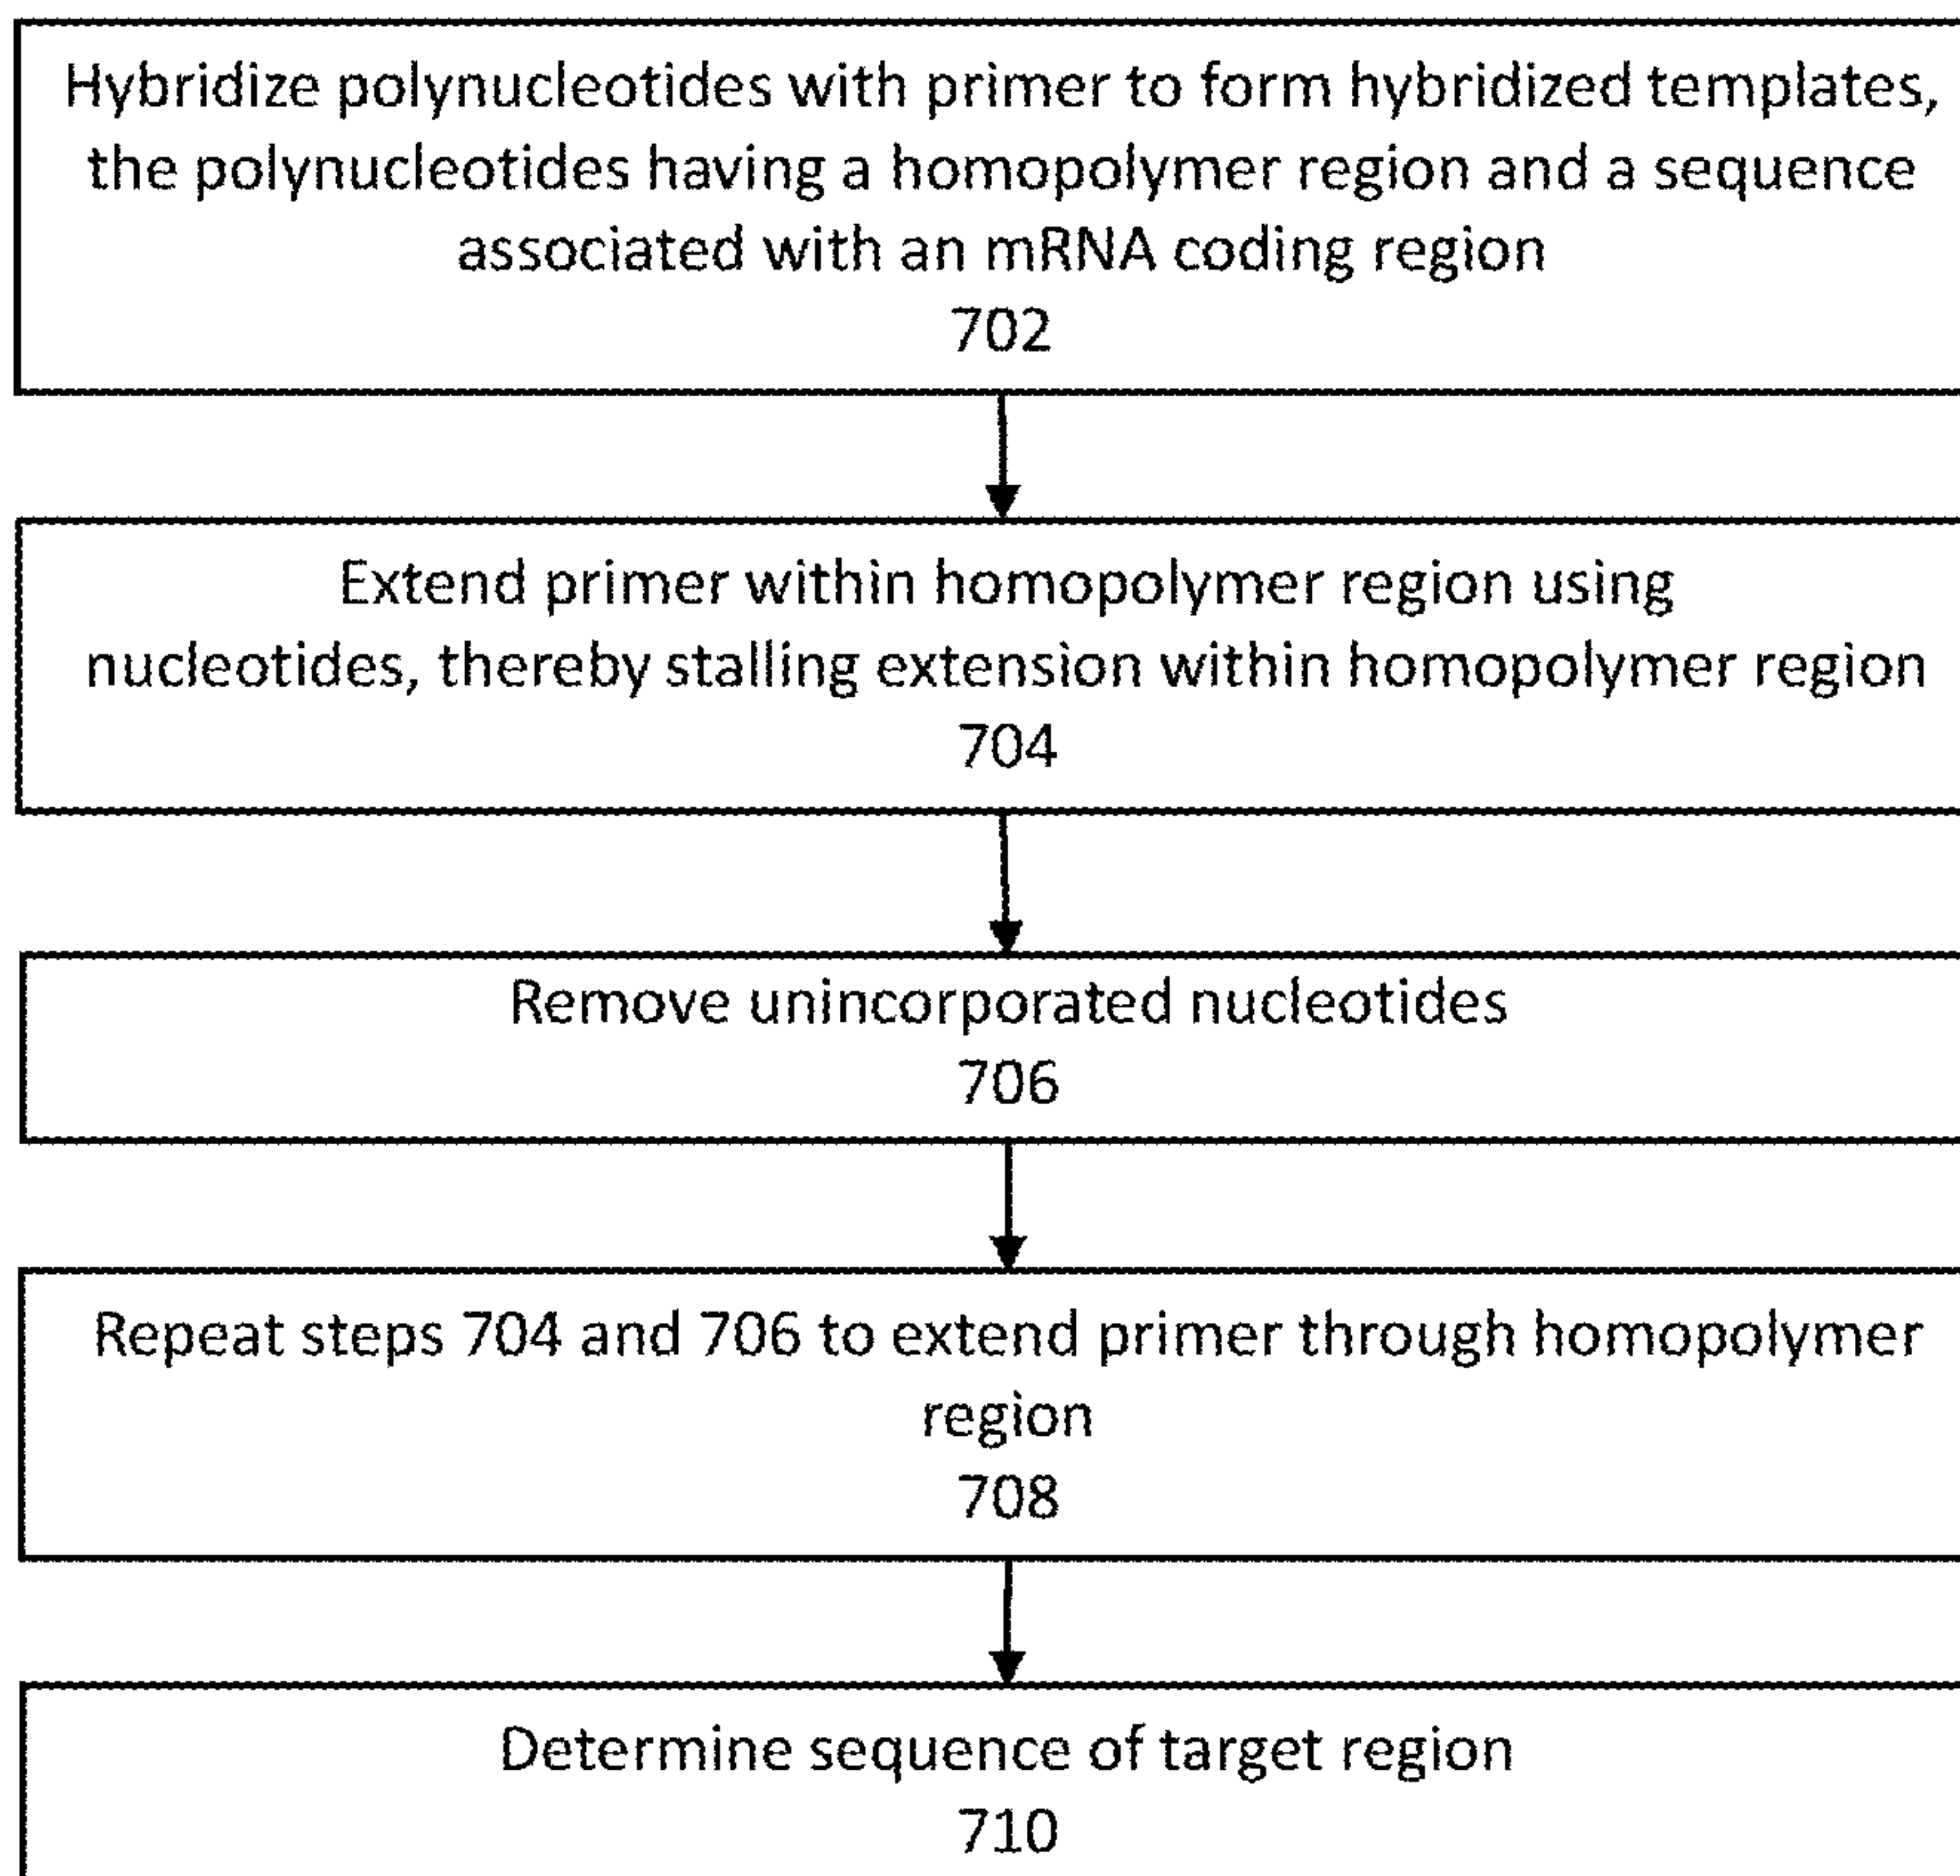 Hybridize polynucleotides with primer to form hybridized templates,
the polynucleotides having a homopolymer region and a sequence
associated with an mRNA coding region
702
Extend primer within homopolymer region using
nucleotides, thereby stalling extension within homopolymer region
704
Remove unincorporated nucleotides
706
Repeat steps 704 and 706 to extend primer through homopolymer
region
708
Determine sequence of target region
710